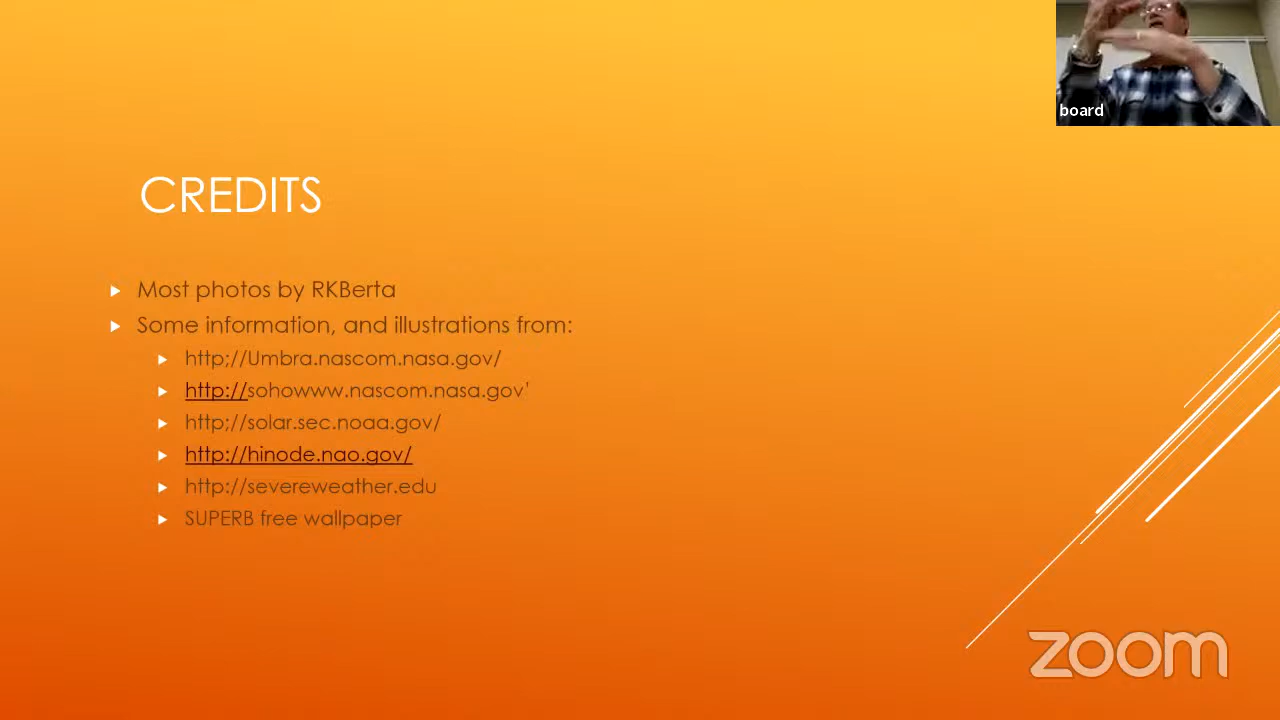 board
CREDITS
Most photos by RKBerta
Some information, and illustrations from:
http;//Umbra.nascom.nasa.gov/
http://sohowww.nascom.nasa.gov'
http;//solar.sec.noaa.gov/
http://hinode.nao.gov/
http://severeweather.edu
SUPERB free wallpaper
zoom